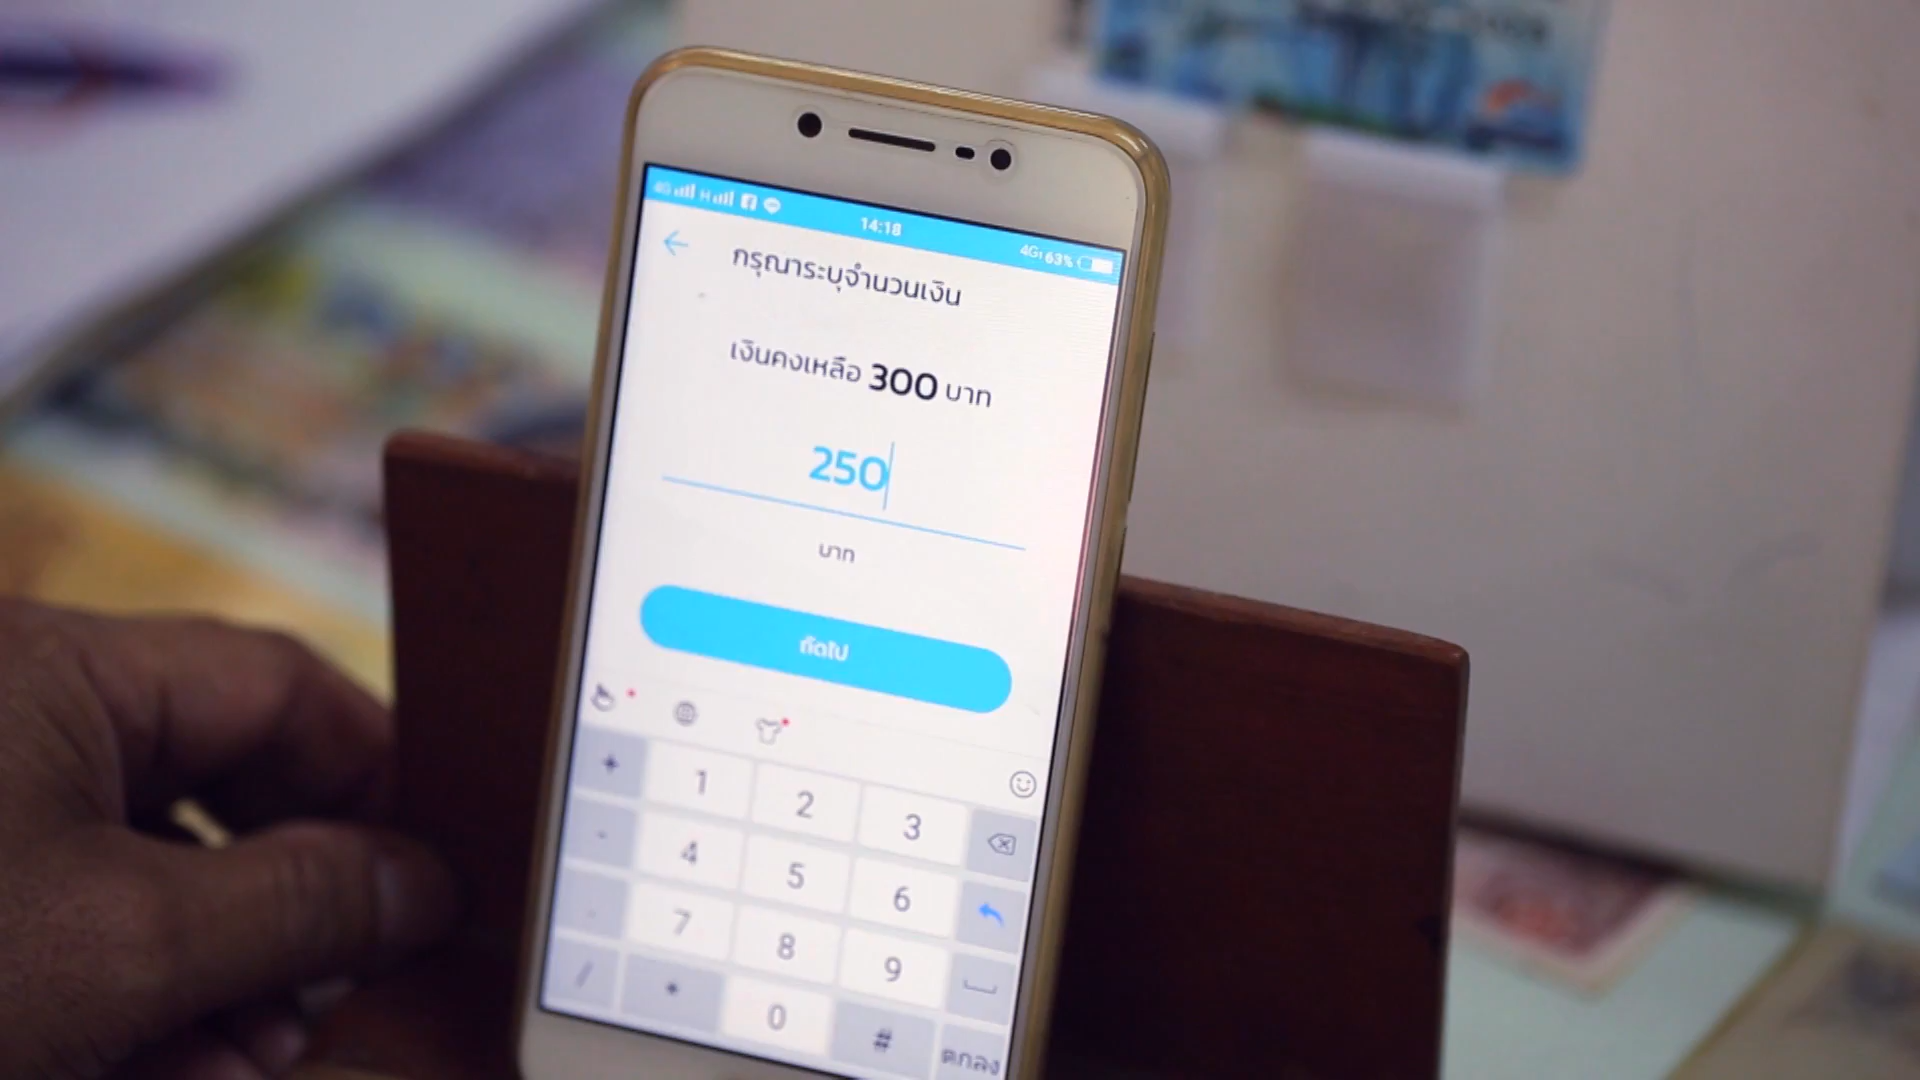 4G H
14:18
4G 63%
กรุณาระบุจำนวนเงิน
เงินคงเหลือ 300 บาท
250
บาท
ถัดไป
+ 1 2 3
- 4 5 6
. 7 8 9
/ 0 #
ตกลง